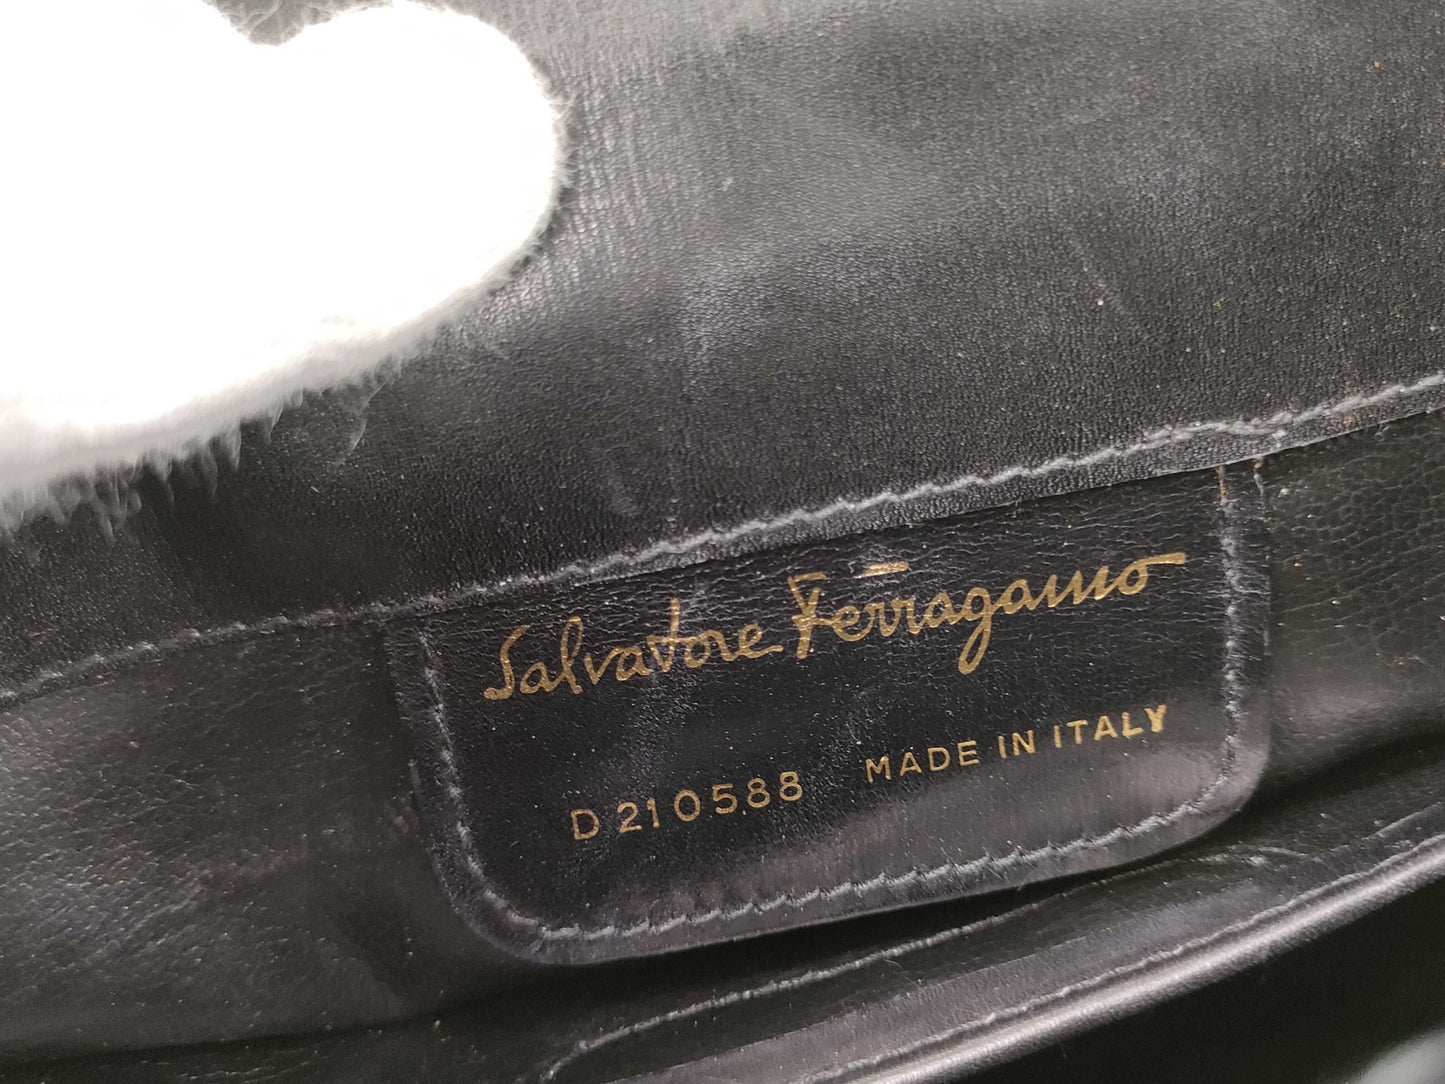 Salvatore Ferragamo
D210588 MADE IN ITALY